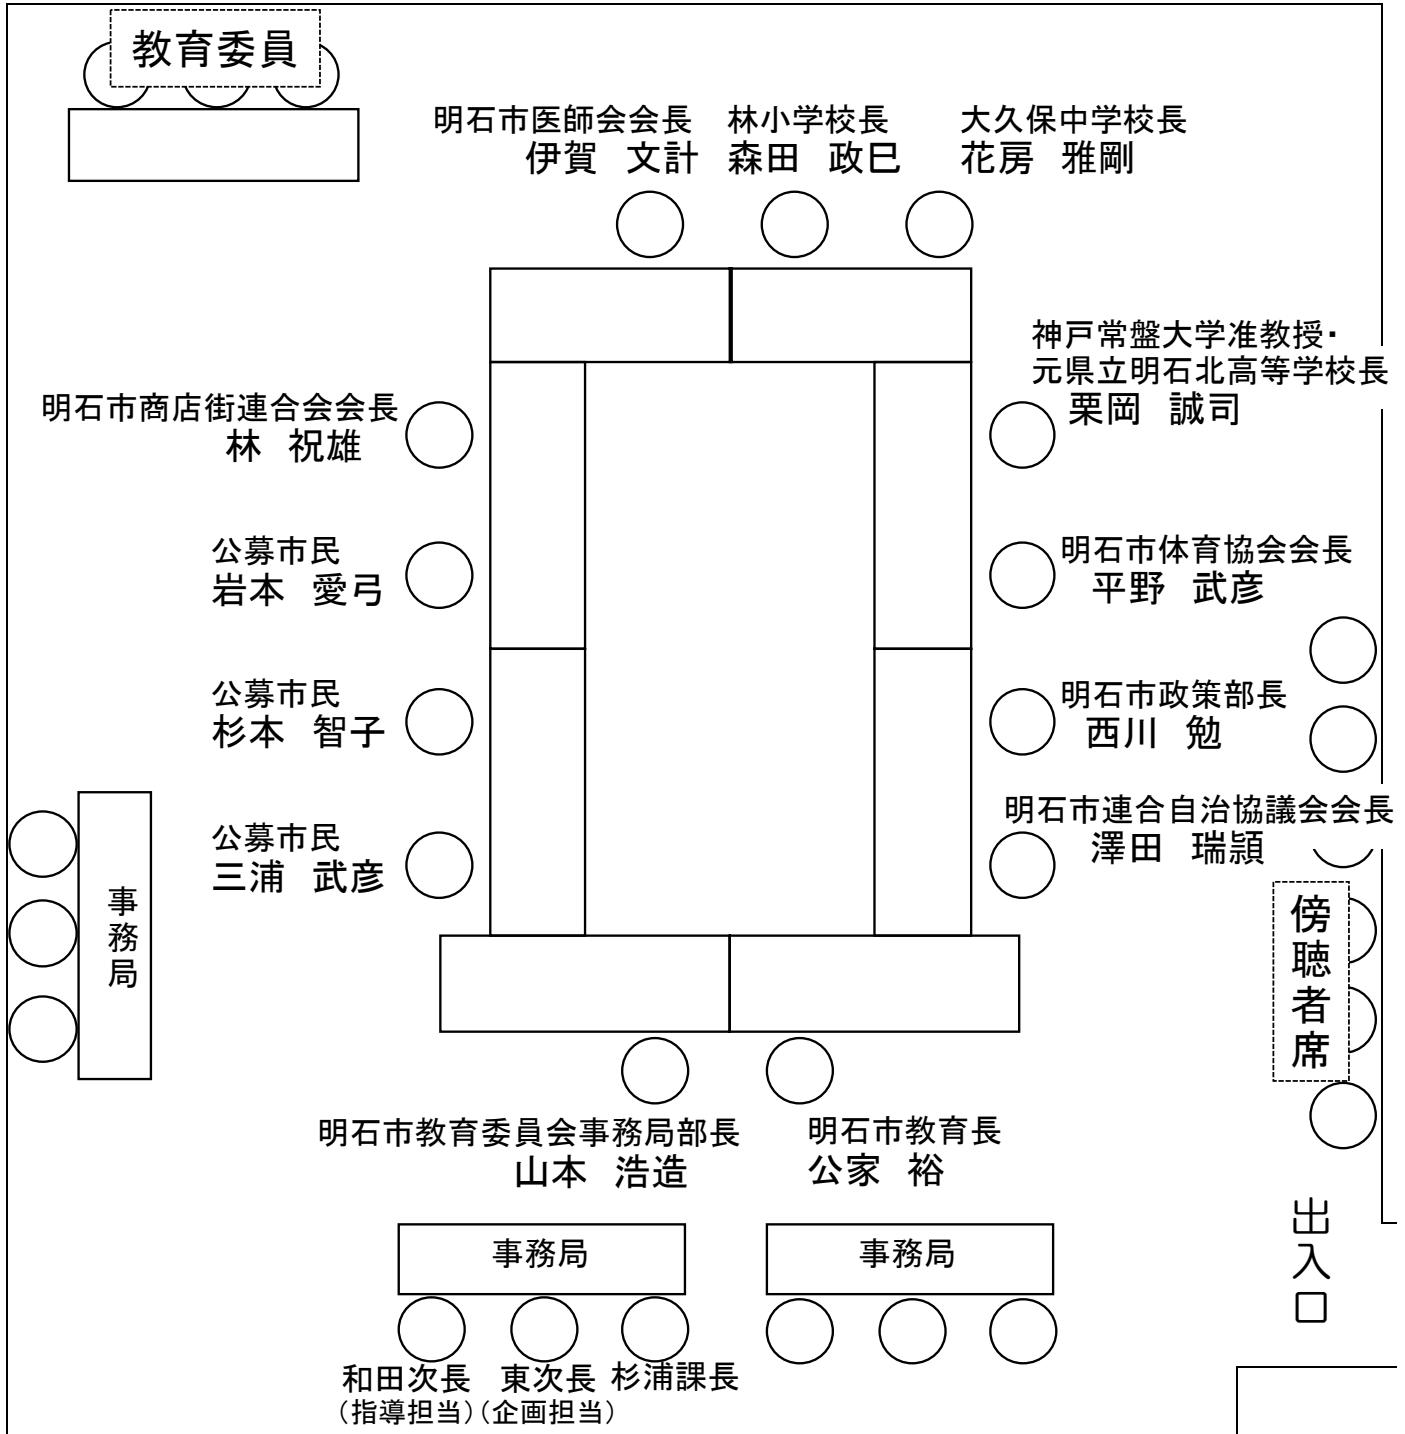 教育委員
明石市医師会会長
伊賀 文計
林小学校長
森田 政巳
大久保中学校長
花房 雅剛
神戸常盤大学准教授・
元県立明石北高等学校長
栗岡 誠司
明石市商店街連合会会長
林 祝雄
公募市民
岩本 愛弓
明石市体育協会会長
平野 武彦
公募市民
杉本 智子
明石市政策部長
西川 勉
公募市民
三浦 武彦
明石市連合自治協議会会長
澤田 瑞頴
事務局
傍聴者席
明石市教育委員会事務局部長
山本 浩造
明石市教育長
公家 裕
事務局
事務局
出入口
和田次長
(指導担当)
東次長
(企画担当)
杉浦課長